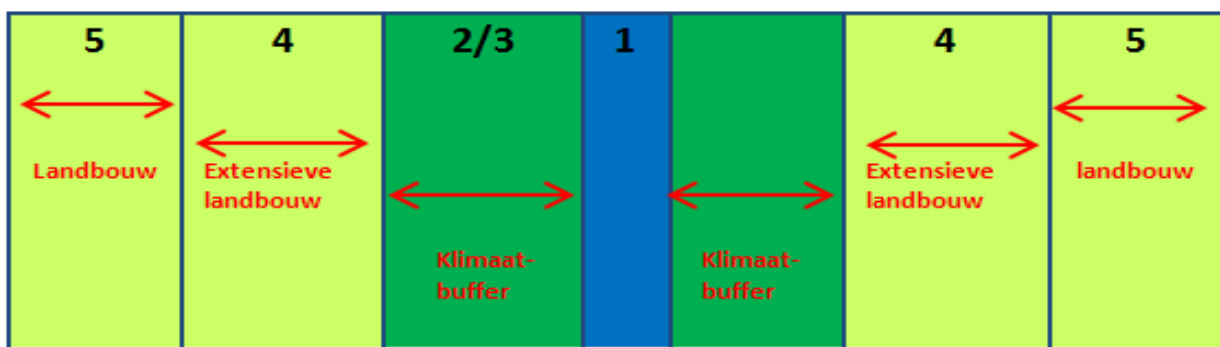 5 4 2/3 1 4 5
Landbouw
Extensieve
landbouw
Klimaat-
buffer
Klimaat-
buffer
Extensieve
landbouw
landbouw